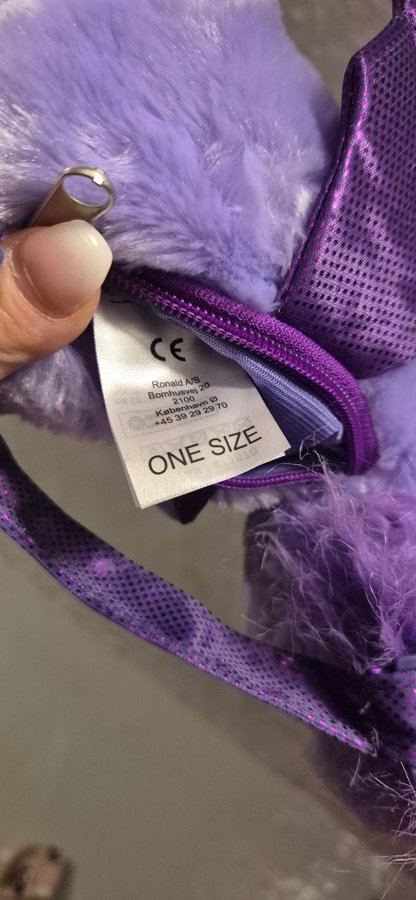 CE
Ronald A/S
Bomhusvej 20
2100
København Ø
+45 39 29 29 70
ONE SIZE